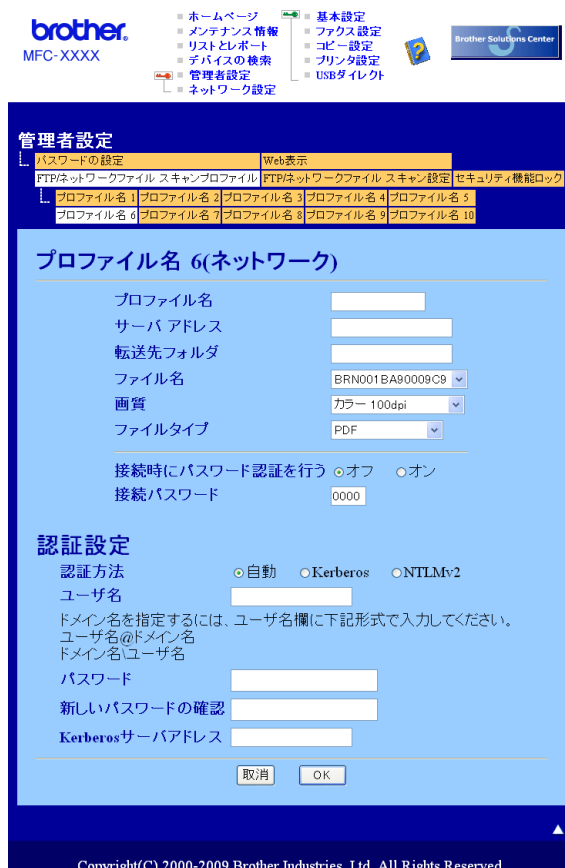 brother.
MFC-XXXX
ホームページ
メンテナンス情報
リストとレポート
デバイスの検索
管理者設定
ネットワーク設定
基本設定
ファクス設定
コピー設定
プリンタ設定
USBダイレクト
Brother Solutions Center
管理者設定
パスワードの設定 Web表示
FTP/ネットワークファイル スキャンプロファイル FTP/ネットワークファイル スキャン設定 セキュリティ機能ロック
プロファイル名 1 プロファイル名 2 プロファイル名 3 プロファイル名 4 プロファイル名 5
プロファイル名 6 プロファイル名 7 プロファイル名 8 プロファイル名 9 プロファイル名 10
プロファイル名 6(ネットワーク)
プロファイル名
サーバ アドレス
転送先フォルダ
ファイル名 BRN001BA90009C9
画質 カラー 100dpi
ファイルタイプ PDF
接続時にパスワード認証を行う オフ オン
接続パスワード 0000
認証設定
認証方法 自動 Kerberos NTLMv2
ユーザ名
ドメイン名を指定するには、ユーザ名欄に下記形式で入力してください。
ユーザ名@ドメイン名
ドメイン名\ユーザ名
パスワード
新しいパスワードの確認
Kerberosサーバアドレス
取消 OK
Copyright(C) 2000-2009 Brother Industries, Ltd. All Rights Reserved.